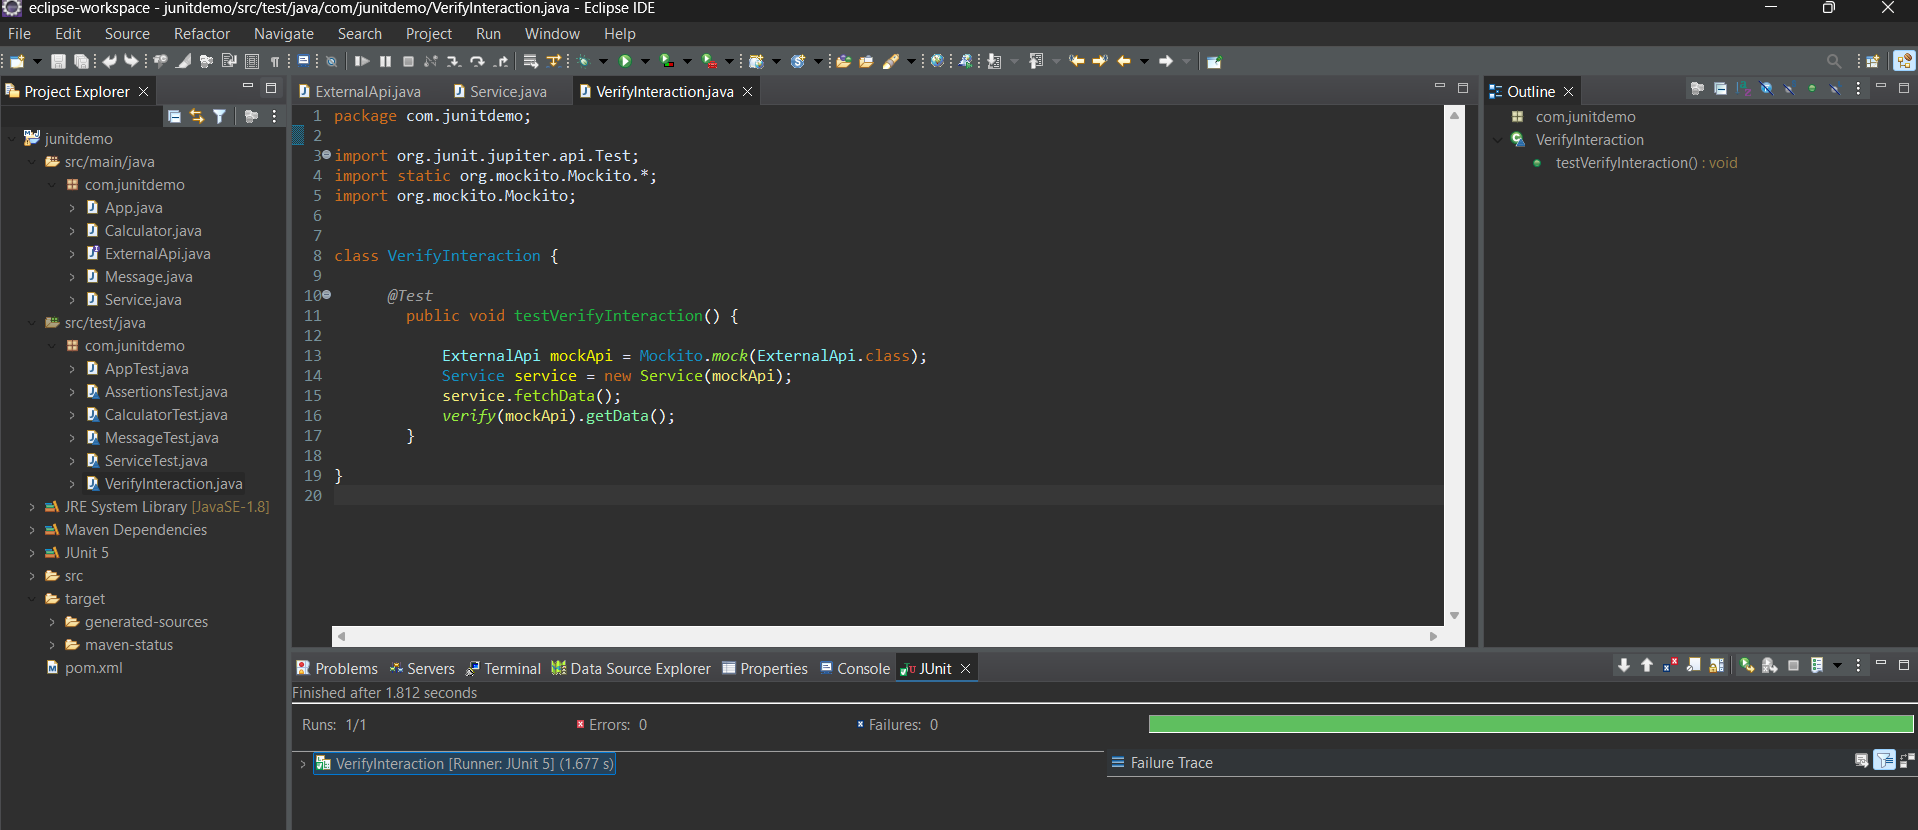 eclipse-workspace - junitdemo/src/test/java/com/junitdemo/VerifyInteraction.java - Eclipse IDE
File Edit Source Refactor Navigate Search Project Run Window Help
Project Explorer
junitdemo
src/main/java
com.junitdemo
App.java
Calculator.java
ExternalApi.java
Message.java
Service.java
src/test/java
com.junitdemo
AppTest.java
AssertionsTest.java
CalculatorTest.java
MessageTest.java
ServiceTest.java
VerifyInteraction.java
JRE System Library [JavaSE-1.8]
Maven Dependencies
JUnit 5
src
target
generated-sources
maven-status
pom.xml
ExternalApi.java Service.java VerifyInteraction.java
1 package com.junitdemo;
2
3 import org.junit.jupiter.api.Test;
4 import static org.mockito.Mockito.*;
5 import org.mockito.Mockito;
6
7
8 class VerifyInteraction {
9
10 @Test
11 public void testVerifyInteraction() {
12
13 ExternalApi mockApi = Mockito.mock(ExternalApi.class);
14 Service service = new Service(mockApi);
15 service.fetchData();
16 verify(mockApi).getData();
17 }
18
19 }
20
Outline
com.junitdemo
VerifyInteraction
testVerifyInteraction() : void
Problems Servers Terminal Data Source Explorer Properties Console JUnit
Finished after 1.812 seconds
Runs: 1/1 Errors: 0 Failures: 0
VerifyInteraction [Runner: JUnit 5] (1.677 s)
Failure Trace